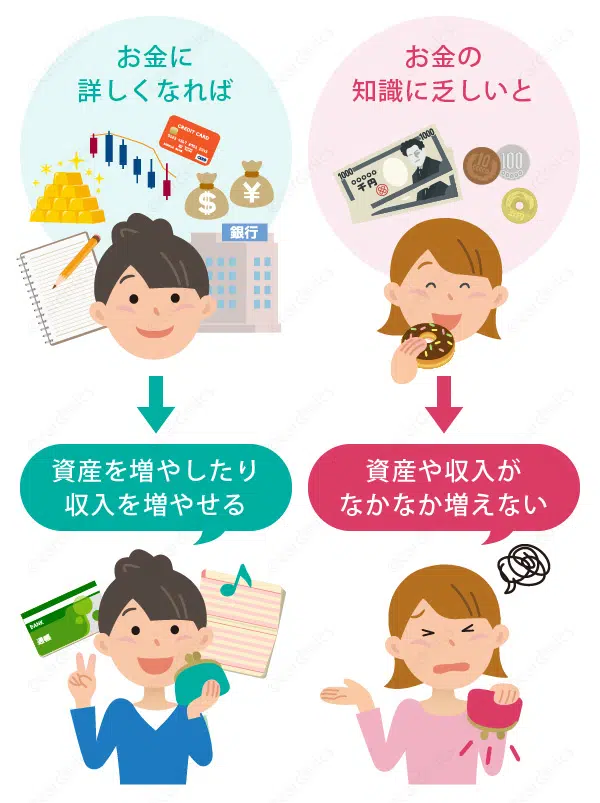 お金に
詳しくなれば
CREDIT CARD
$
¥
銀行
お金の
知識に乏しいと
1000
1000
千円
10
100
資産を増やしたり
収入を増やせる
資産や収入が
なかなか増えない
BANK
通帳